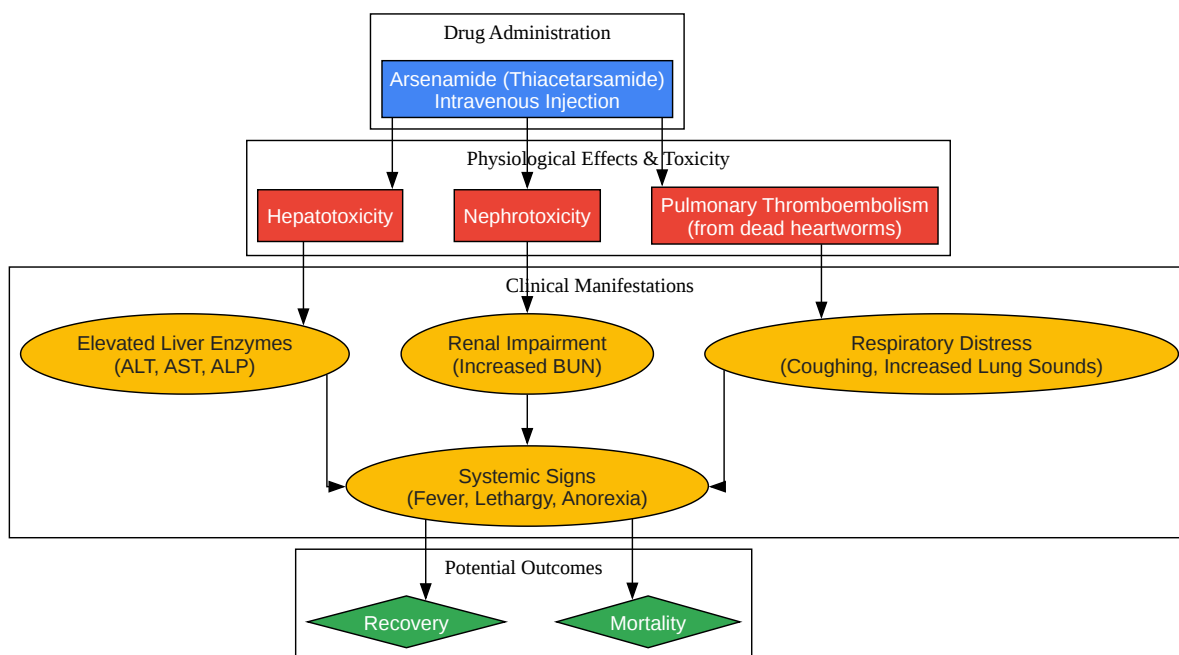 Drug Administration
Arsenamide (Thiacetarsamide)
Intravenous Injection
Physiological Effects & Toxicity
Hepatotoxicity
Nephrotoxicity
Pulmonary Thromboembolism
(from dead heartworms)
Clinical Manifestations
Elevated Liver Enzymes
(ALT, AST, ALP)
Renal Impairment
(Increased BUN)
Respiratory Distress
(Coughing, Increased Lung Sounds)
Systemic Signs
(Fever, Lethargy, Anorexia)
Potential Outcomes
Recovery
Mortality